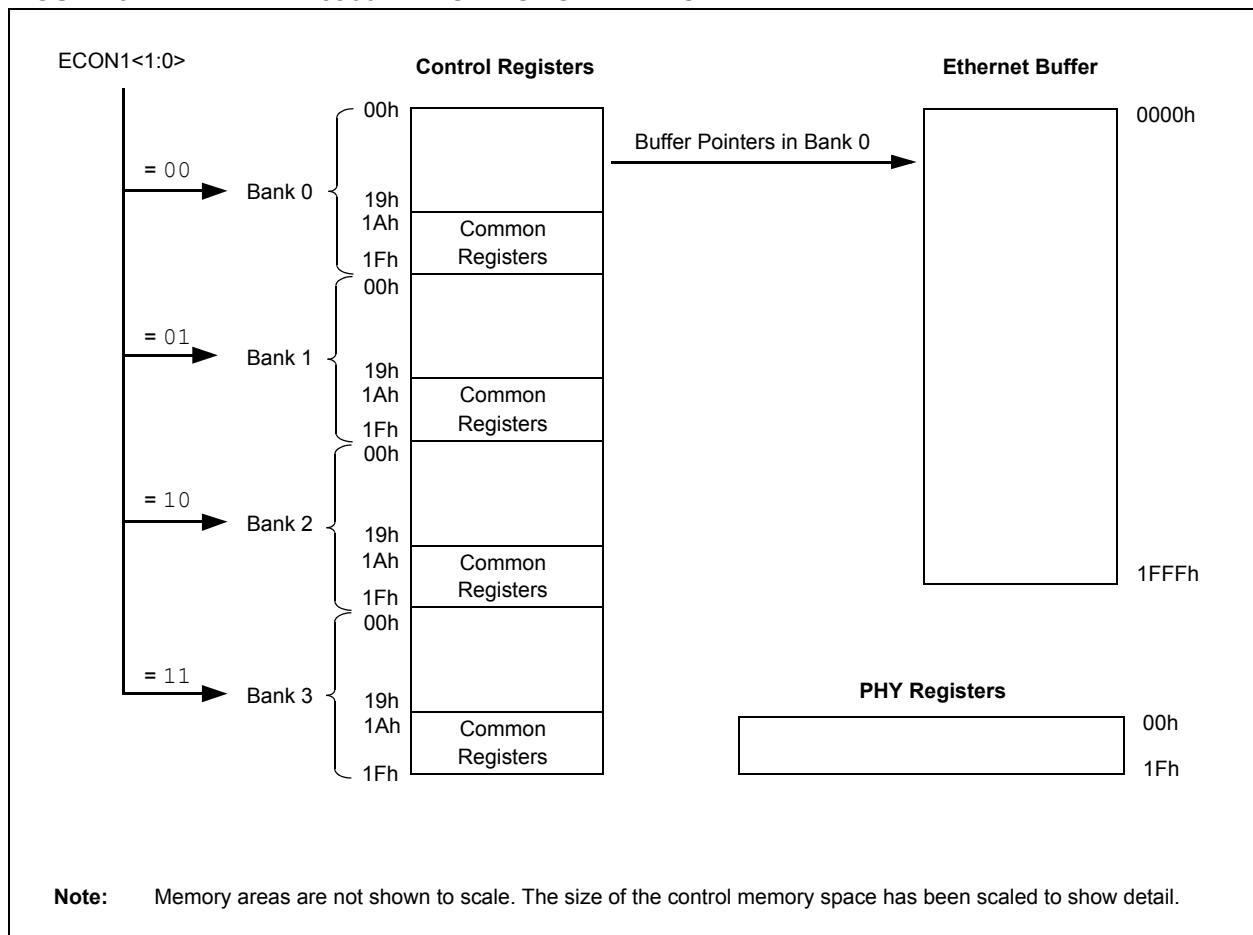 ECON1<1:0>
Control Registers
Ethernet Buffer
= 00
Bank 0
00h
19h
1Ah
1Fh
Common
Registers
Buffer Pointers in Bank 0
0000h
1FFFh
= 01
Bank 1
00h
19h
1Ah
1Fh
Common
Registers
= 10
Bank 2
00h
19h
1Ah
1Fh
Common
Registers
= 11
Bank 3
00h
19h
1Ah
1Fh
Common
Registers
PHY Registers
00h
1Fh
Note: Memory areas are not shown to scale. The size of the control memory space has been scaled to show detail.